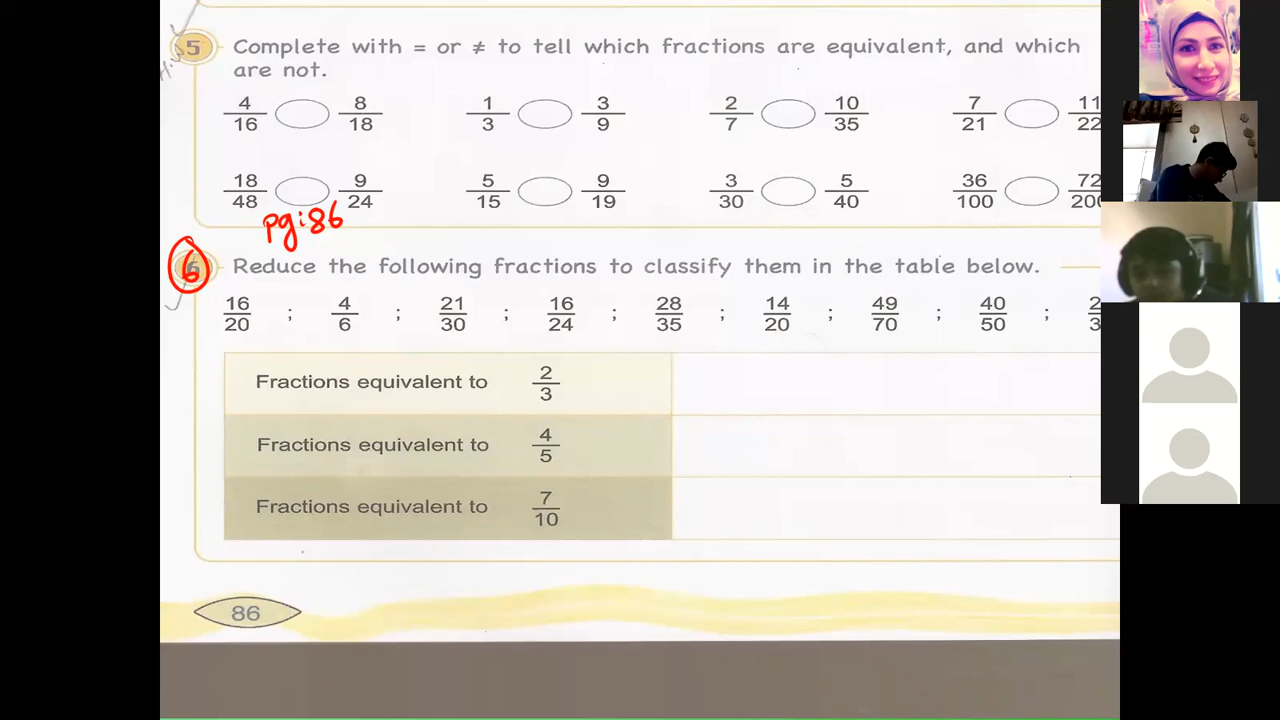 5 Complete with = or ≠ to tell which fractions are equivalent, and which
are not.
4/16 8/18 1/3 3/9 2/7 10/35 7/21 11/22
18/48 9/24 5/15 9/19 3/30 5/40 36/100 72/200
pg:86
6 Reduce the following fractions to classify them in the table below.
16/20 ; 4/6 ; 21/30 ; 16/24 ; 28/35 ; 14/20 ; 49/70 ; 40/50 ;
Fractions equivalent to 2/3
Fractions equivalent to 4/5
Fractions equivalent to 7/10
86